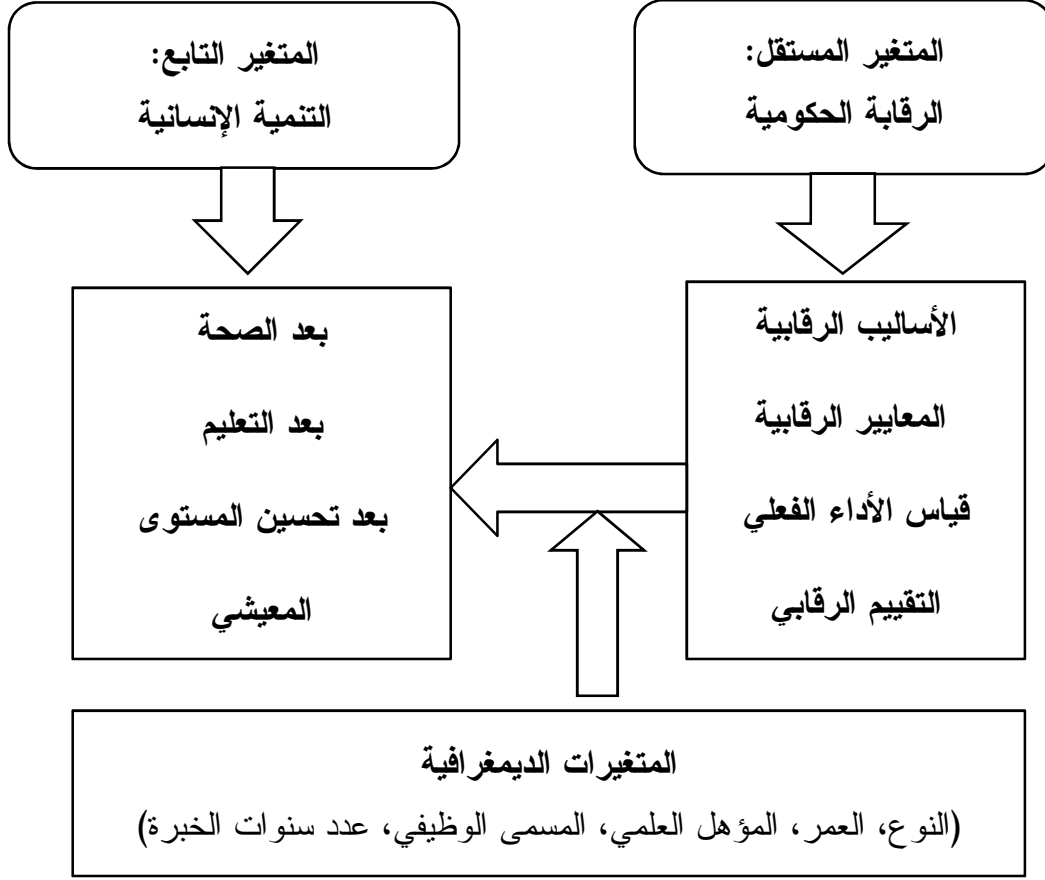 المتغير المستقل:
الرقابة الحكومية
المتغير التابع:
التنمية الإنسانية
الأساليب الرقابية
المعايير الرقابية
قياس الأداء الفعلي
التقييم الرقابي
بعد الصحة
بعد التعليم
بعد تحسين المستوى
المعيشي
المتغيرات الديمغرافية
(النوع، العمر، المؤهل العلمي، المسمى الوظيفي، عدد سنوات الخبرة)